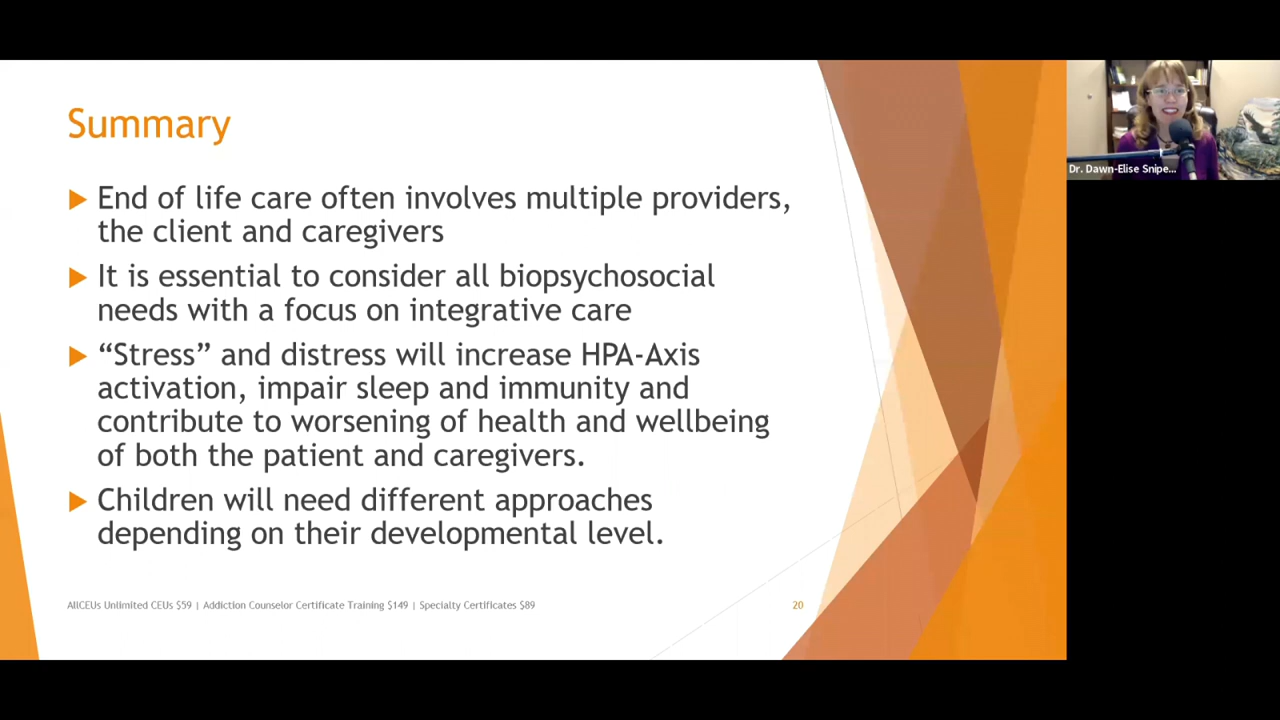 Summary
End of life care often involves multiple providers,
the client and caregivers
It is essential to consider all biopsychosocial
needs with a focus on integrative care
“Stress” and distress will increase HPA-Axis
activation, impair sleep and immunity and
contribute to worsening of health and wellbeing
of both the patient and caregivers.
Children will need different approaches
depending on their developmental level.
AllCEUs Unlimited CEUs $59 | Addiction Counselor Certificate Training $149 | Specialty Certificates $89
20
Dr. Dawn-Elise Snipe...